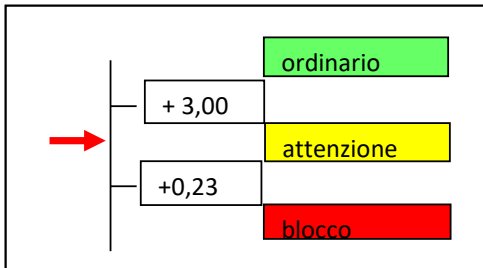 ordinario
+ 3,00
attenzione
+0,23
blocco